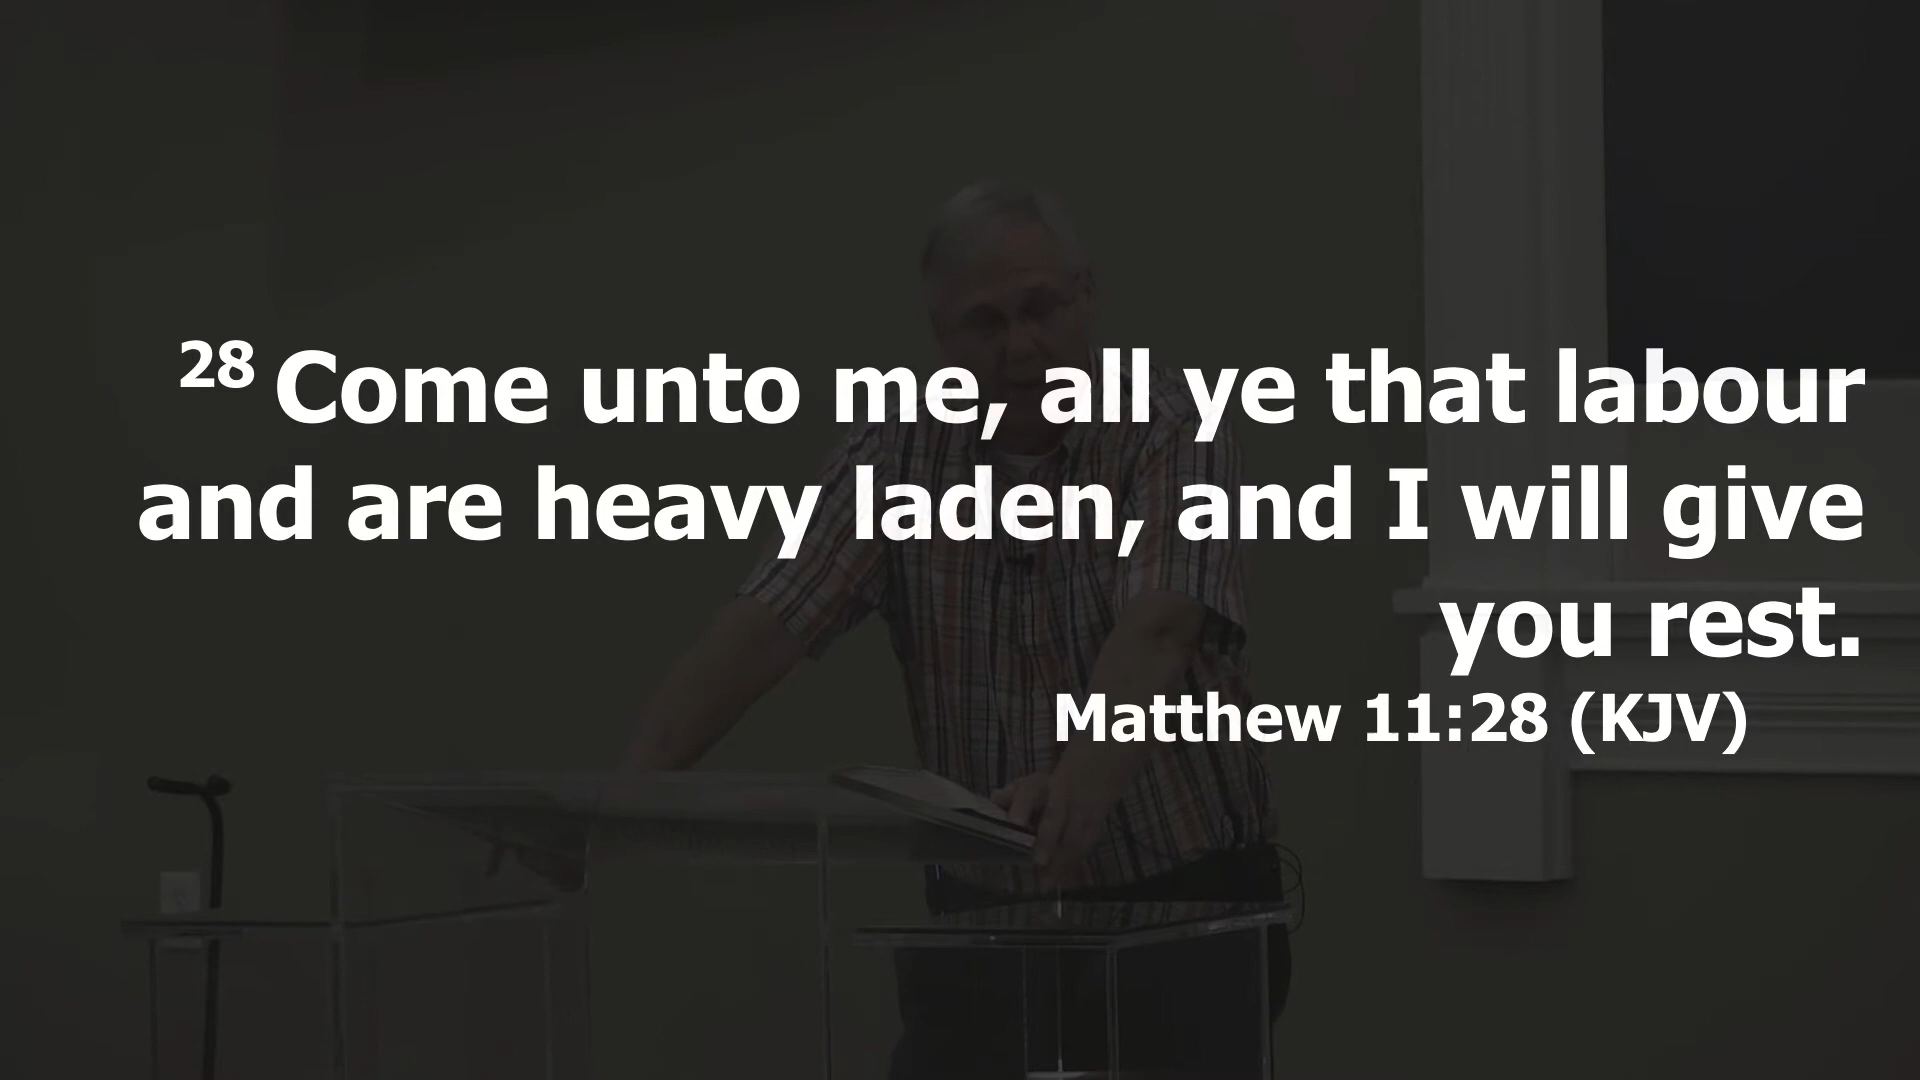 28 Come unto me, all ye that labour
and are heavy laden, and I will give
you rest.
Matthew 11:28 (KJV)